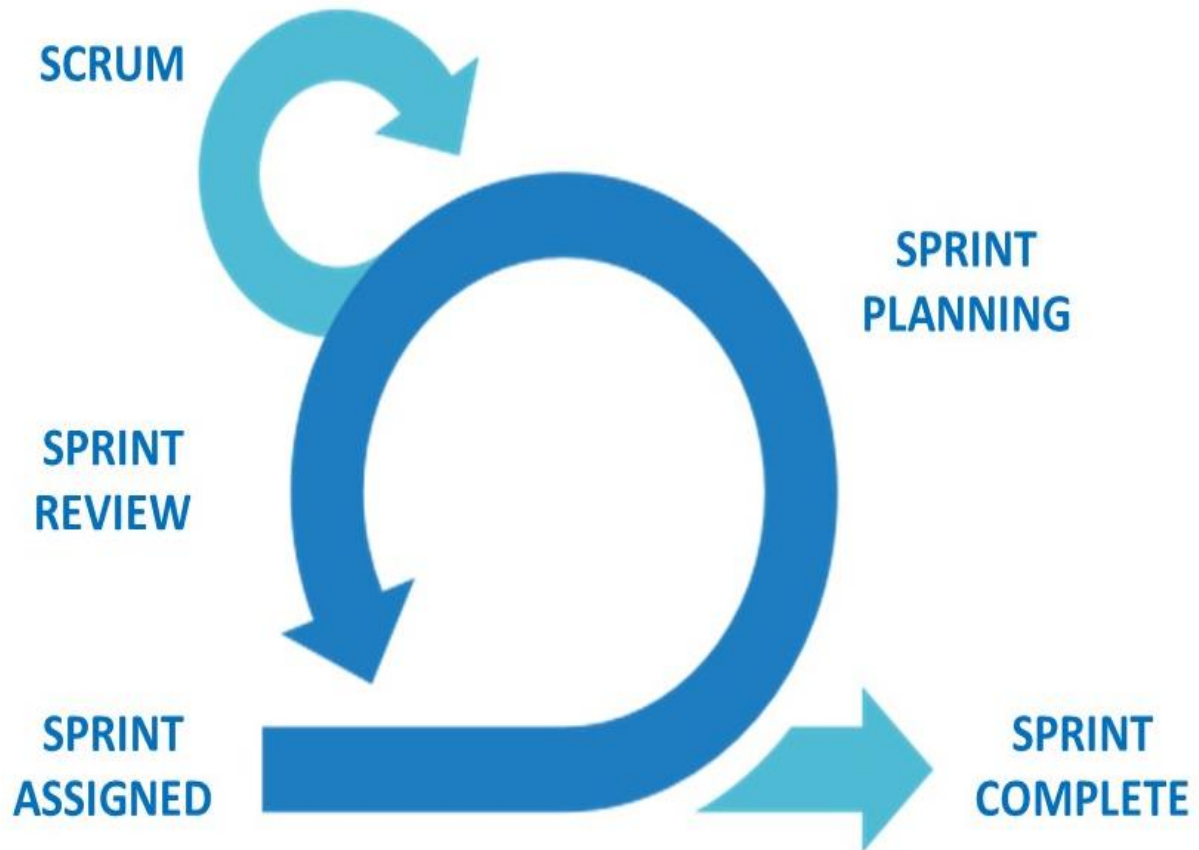 SCRUM
SPRINT
PLANNING
SPRINT
REVIEW
SPRINT
ASSIGNED
SPRINT
COMPLETE